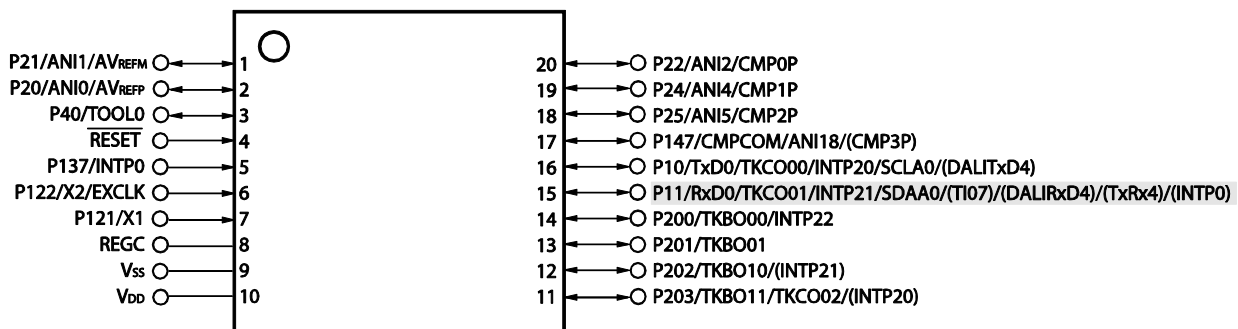 P21/ANI1/AVREFM 1 20 P22/ANI2/CMP0P
P20/ANI0/AVREFP 2 19 P24/ANI4/CMP1P
P40/TOOL0 3 18 P25/ANI5/CMP2P
RESET 4 17 P147/CMPCOM/ANI18/(CMP3P)
P137/INTP0 5 16 P10/TxD0/TKCO00/INTP20/SCLA0/(DALITxD4)
P122/X2/EXCLK 6 15 P11/RxD0/TKCO01/INTP21/SDAA0/(TI07)/(DALIRxD4)/(TxRx4)/(INTP0)
P121/X1 7 14 P200/TKBO00/INTP22
REGC 8 13 P201/TKBO01
VSS 9 12 P202/TKBO10/(INTP21)
VDD 10 11 P203/TKBO11/TKCO02/(INTP20)